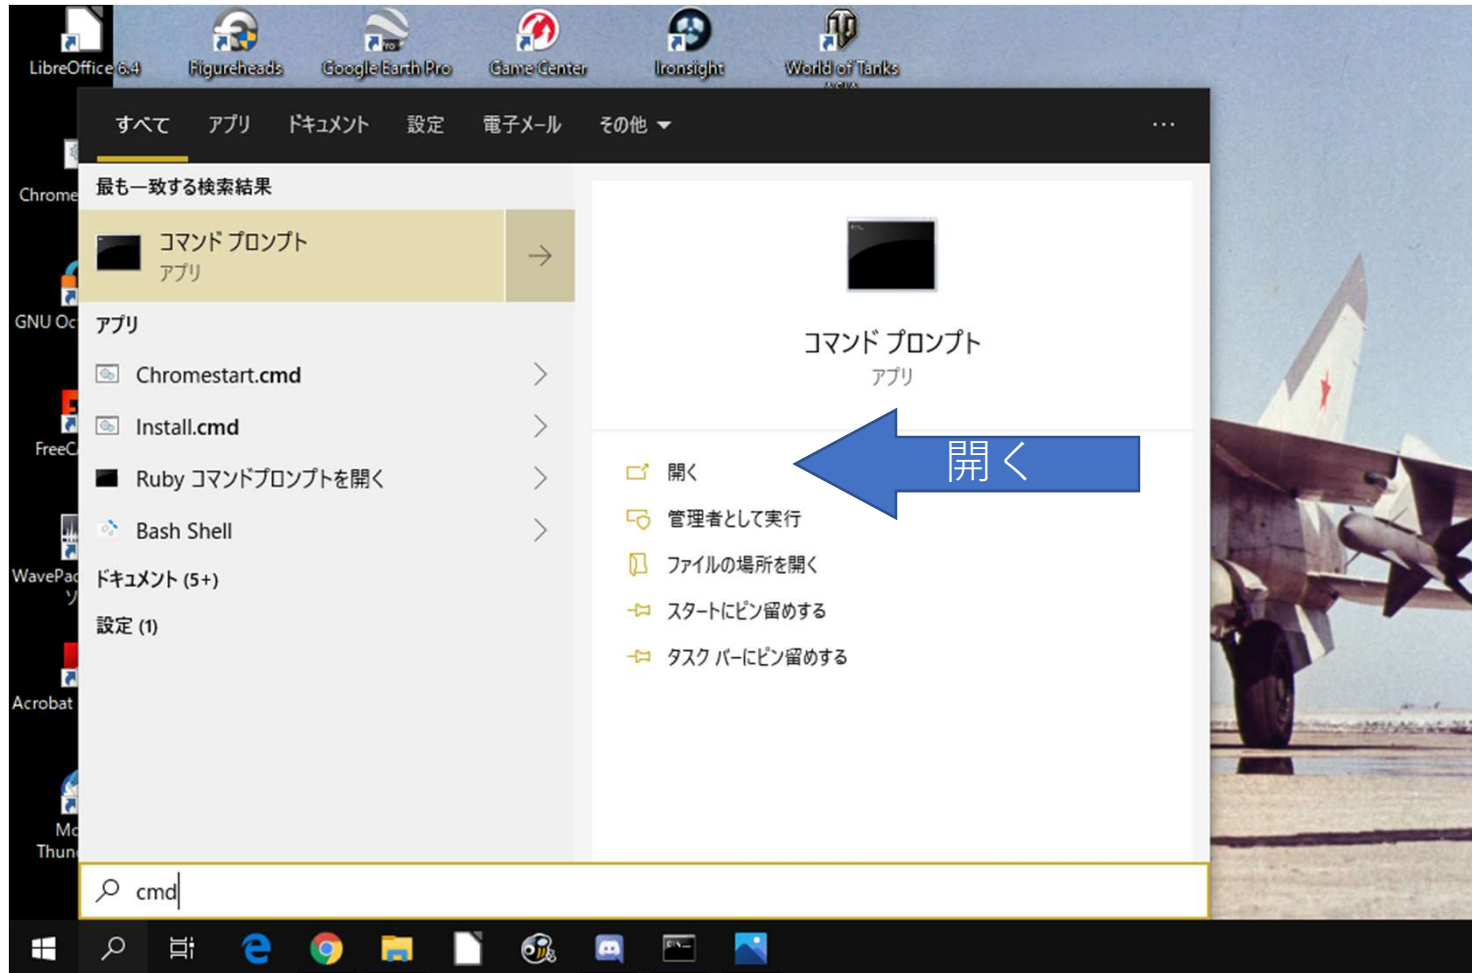 LibreOffice 6.4
Figureheads
Google Earth Pro
Game Center
Ironsight
World of Tanks
すべて アプリ ドキュメント 設定 電子メール その他
最も一致する検索結果
コマンド プロンプト
アプリ
アプリ
Chromestart.cmd
Install.cmd
Ruby コマンドプロンプトを開く
Bash Shell
ドキュメント (5+)
設定 (1)
コマンド プロンプト
アプリ
開く
開く
管理者として実行
ファイルの場所を開く
スタートにピン留めする
タスク バーにピン留めする
Chrome
GNU Oc
FreeC
WavePad
ソ
Acrobat
Mo
Thun
cmd